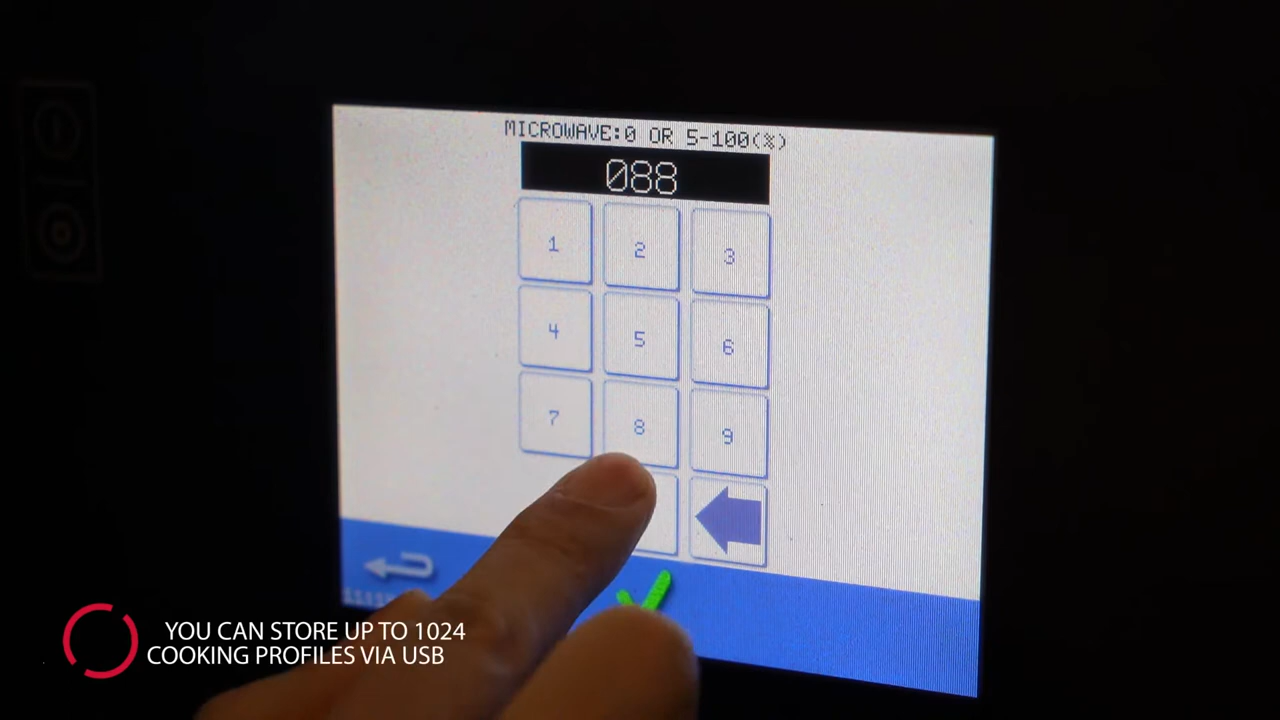 MICROWAVE:0 OR 5-100(%)
088
1 2 3
4 5 6
7 8 9
YOU CAN STORE UP TO 1024
COOKING PROFILES VIA USB